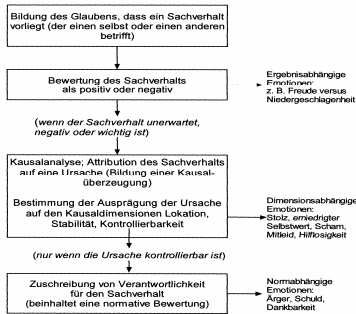 Bildung des Glaubens, dass ein Sachverhalt
vorliegt (der einen selbst oder einen anderen
betrifft)
Bewertung des Sachverhalts
als positiv oder negativ
Ergebnisabhängige
Emotionen:
z. B. Freude versus
Niedergeschlagenheit
(wenn der Sachverhalt unerwartet,
negativ oder wichtig ist)
Kausalanalyse; Attribution des Sachverhalts
auf eine Ursache (Bildung einer Kausal-
überzeugung)
Bestimmung der Ausprägung der Ursache
auf den Kausaldimensionen Lokation,
Stabilität, Kontrollierbarkeit
Dimensionsabhängige
Emotionen:
Stolz, erniedrigter
Selbstwert, Scham,
Mitleid, Hilflosigkeit
(nur wenn die Ursache kontrollierbar ist)
Zuschreibung von Verantwortlichkeit
für den Sachverhalt
(beinhaltet eine normative Bewertung)
Normabhängige
Emotionen:
Ärger, Schuld,
Dankbarkeit